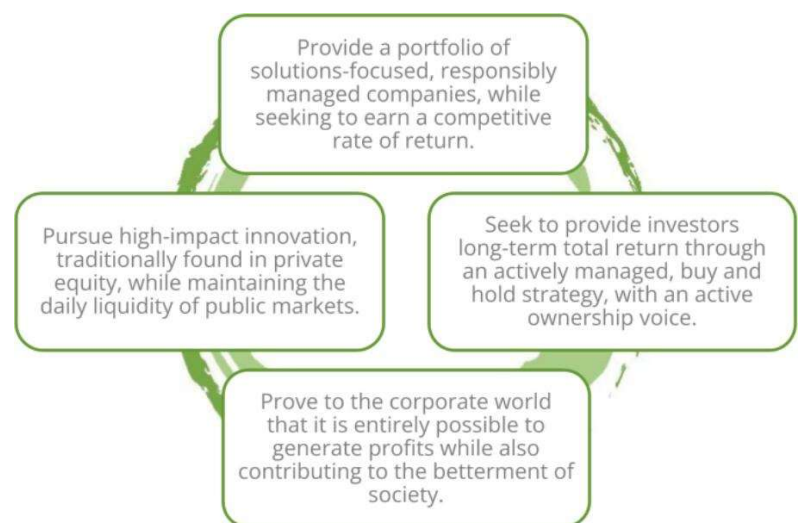 Provide a portfolio of
solutions-focused, responsibly
managed companies, while
seeking to earn a competitive
rate of return.
Pursue high-impact innovation,
traditionally found in private
equity, while maintaining the
daily liquidity of public markets.
Seek to provide investors
long-term total return through
an actively managed, buy and
hold strategy, with an active
ownership voice.
Prove to the corporate world
that it is entirely possible to
generate profits while also
contributing to the betterment of
society.